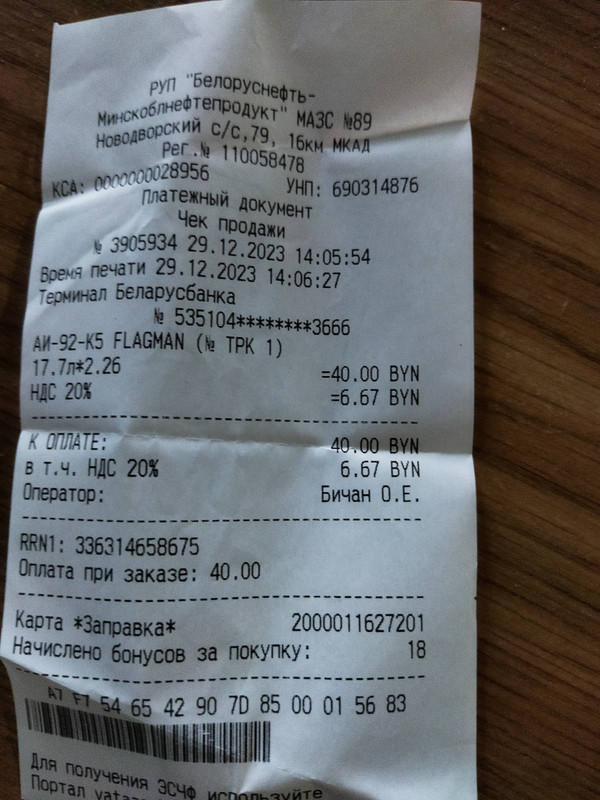 РУП "Белоруснефть-
Минскоблнефтепродукт" МАЗС №89
Новодворский с/с,79, 16км МКАД
Рег.№ 110058478
КСА: 0000000028956 УНП: 690314876
Платежный документ
Чек продажи
№ 3905934 29.12.2023 14:05:54
Время печати 29.12.2023 14:06:27
Терминал Беларусбанка
№ 535104********3666
АИ-92-К5 FLAGMAN (№ ТРК 1)
17.7л*2.26 =40.00 BYN
НДС 20% =6.67 BYN
К ОПЛАТЕ: 40.00 BYN
в т.ч. НДС 20% 6.67 BYN
Оператор: Бичан О.Е.
RRN1: 336314658675
Оплата при заказе: 40.00
Карта *Заправка* 2000011627201
Начислено бонусов за покупку: 18
A7 F7 54 65 42 90 7D 85 00 01 56 83
Для получения ЭСЧФ используйте
Портал